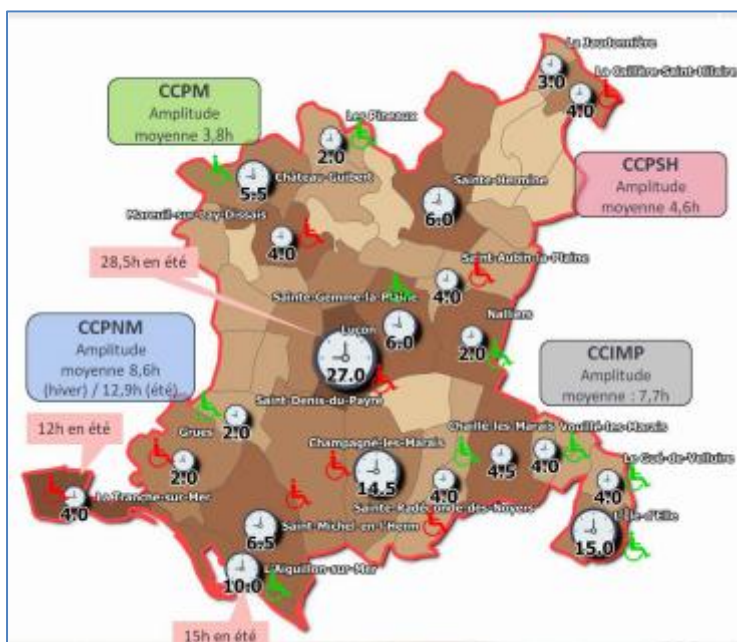 La Jaudonnière
3.0
La Caillère-Saint-Hilaire
4.0
CCPM
Amplitude
moyenne 3,8h
Les Pineaux
2.0
Château-Guibert
5.5
Sainte-Hermine
6.0
CCPSH
Amplitude
moyenne 4,6h
Mareuil-sur-Lay-Dissais
4.0
28,5h en été
Saint-Aubin-la-Plaine
4.0
Sainte-Gemme-la-Plaine
6.0
Nalliers
2.0
Luçon
27.0
CCPNM
Amplitude
moyenne 8,6h
(hiver) / 12,9h (été)
CCIMP
Amplitude
moyenne : 7,7h
Saint-Denis-du-Payré
2.0
Grues
2.0
12h en été
La Tranche-sur-Mer
4.0
Champagné-les-Marais
14.5
Chaillé-les-Marais
4.5
Vouillé-les-Marais
4.0
Le Gué-de-Velluire
4.0
Sainte-Radégonde-des-Noyers
4.0
L'Île-d'Elle
15.0
Saint-Michel-en-l'Herm
6.5
L'Aiguillon-sur-Mer
10.0
15h en été